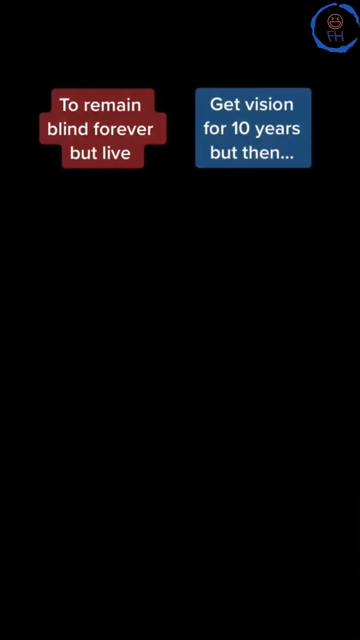 To remain
blind forever
but live
Get vision
for 10 years
but then...
FH